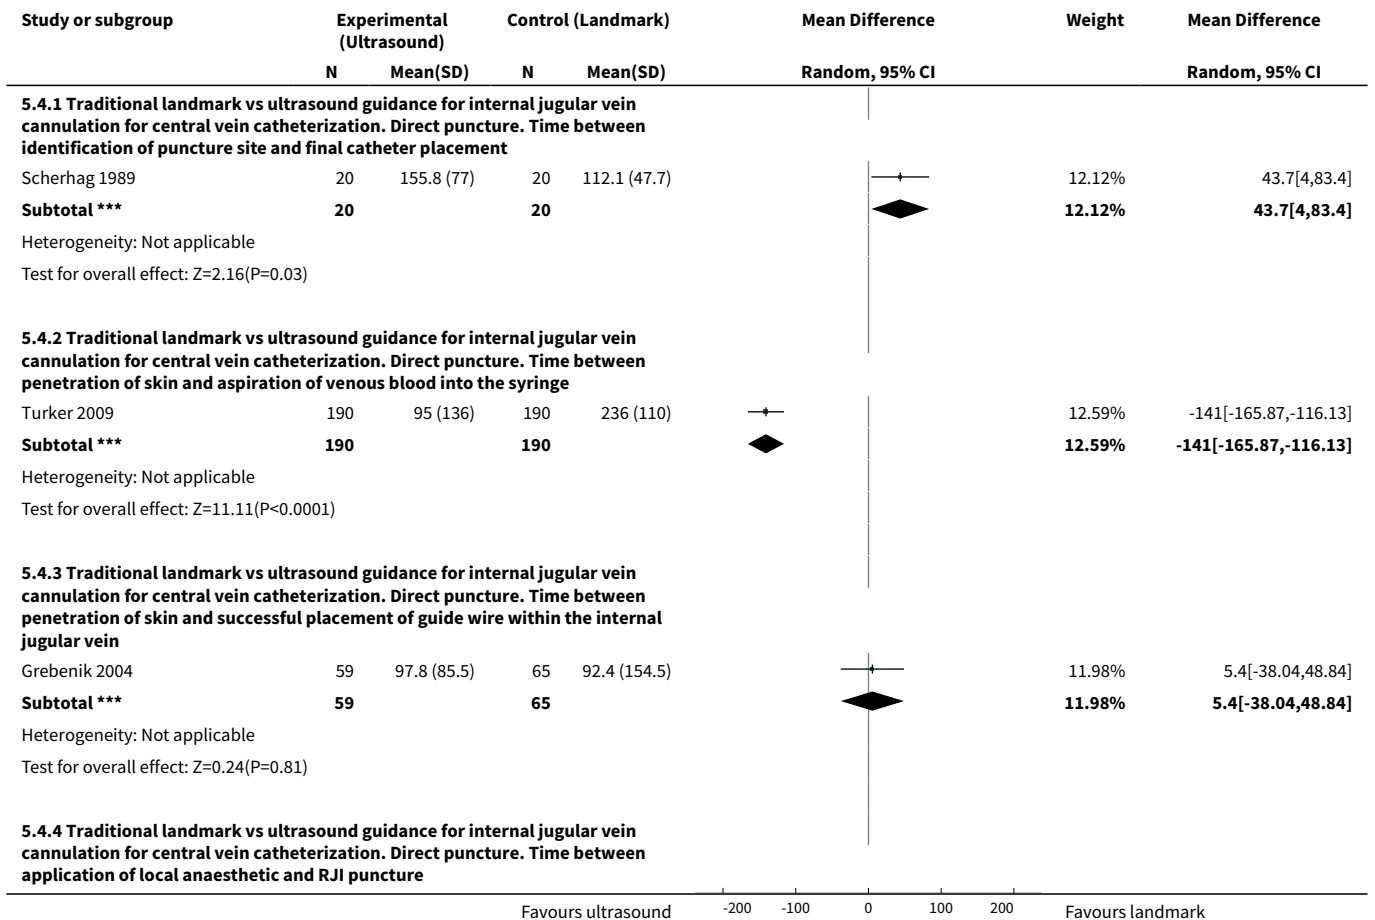 Study or subgroup Experimental (Ultrasound) Control (Landmark) Mean Difference Weight Mean Difference
N Mean(SD) N Mean(SD) Random, 95% CI Random, 95% CI
5.4.1 Traditional landmark vs ultrasound guidance for internal jugular vein
cannulation for central vein catheterization. Direct puncture. Time between
identification of puncture site and final catheter placement
Scherhag 1989 20 155.8 (77) 20 112.1 (47.7) 12.12% 43.7[4,83.4]
Subtotal *** 20 20 12.12% 43.7[4,83.4]
Heterogeneity: Not applicable
Test for overall effect: Z=2.16(P=0.03)
5.4.2 Traditional landmark vs ultrasound guidance for internal jugular vein
cannulation for central vein catheterization. Direct puncture. Time between
penetration of skin and aspiration of venous blood into the syringe
Turker 2009 190 95 (136) 190 236 (110) 12.59% -141[-165.87,-116.13]
Subtotal *** 190 190 12.59% -141[-165.87,-116.13]
Heterogeneity: Not applicable
Test for overall effect: Z=11.11(P<0.0001)
5.4.3 Traditional landmark vs ultrasound guidance for internal jugular vein
cannulation for central vein catheterization. Direct puncture. Time between
penetration of skin and successful placement of guide wire within the internal
jugular vein
Grebenik 2004 59 97.8 (85.5) 65 92.4 (154.5) 11.98% 5.4[-38.04,48.84]
Subtotal *** 59 65 11.98% 5.4[-38.04,48.84]
Heterogeneity: Not applicable
Test for overall effect: Z=0.24(P=0.81)
5.4.4 Traditional landmark vs ultrasound guidance for internal jugular vein
cannulation for central vein catheterization. Direct puncture. Time between
application of local anaesthetic and RJI puncture
Favours ultrasound -200 -100 0 100 200 Favours landmark